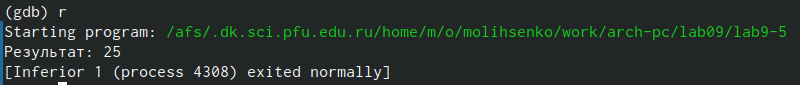 (gdb) r
Starting program: /afs/.dk.sci.pfu.edu.ru/home/m/o/molihsenko/work/arch-pc/lab09/lab9-5
Результат: 25
[Inferior 1 (process 4308) exited normally]